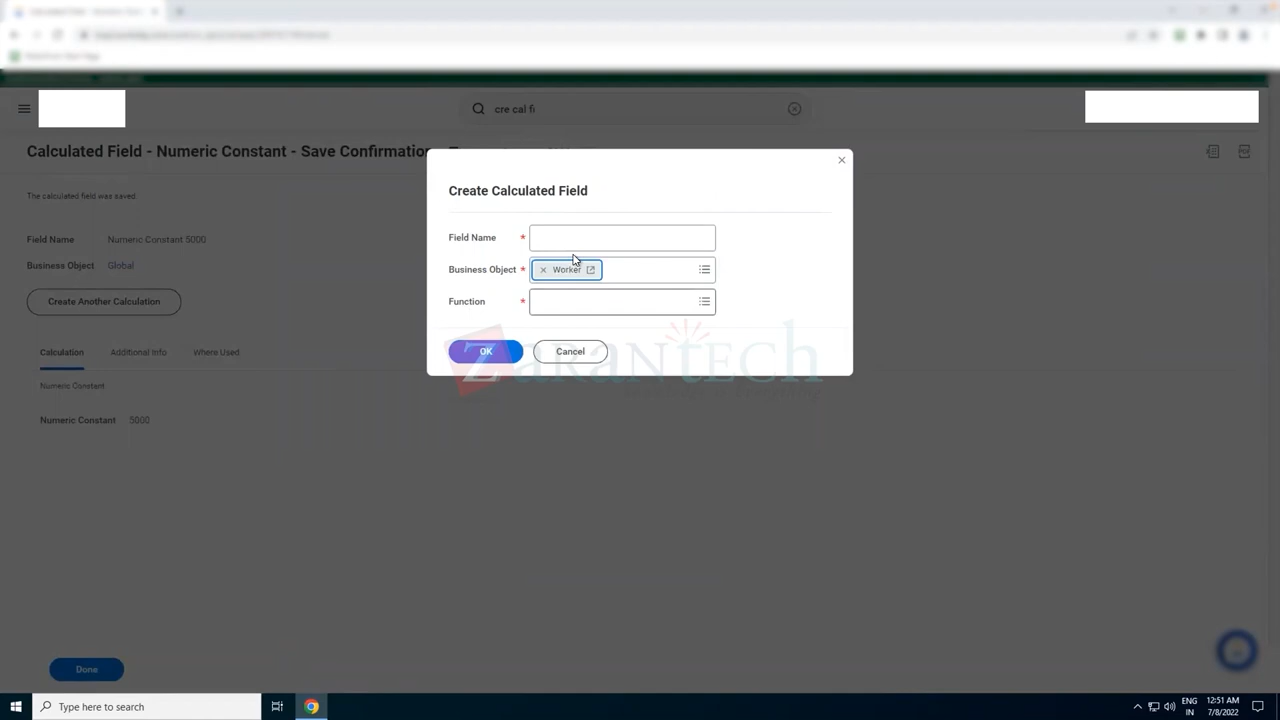 cre cal fi
Calculated Field - Numeric Constant - Save Confirmation
The calculated field was saved.
Field Name Numeric Constant 5000
Business Object Global
Create Another Calculation
Calculation Additional Info Where Used
Numeric Constant
Numeric Constant 5000
Create Calculated Field
Field Name *
Business Object * × Worker
Function *
OK Cancel
ZaranTech
PDF
Done
Type here to search
ENG
IN
12:51 AM
7/8/2022